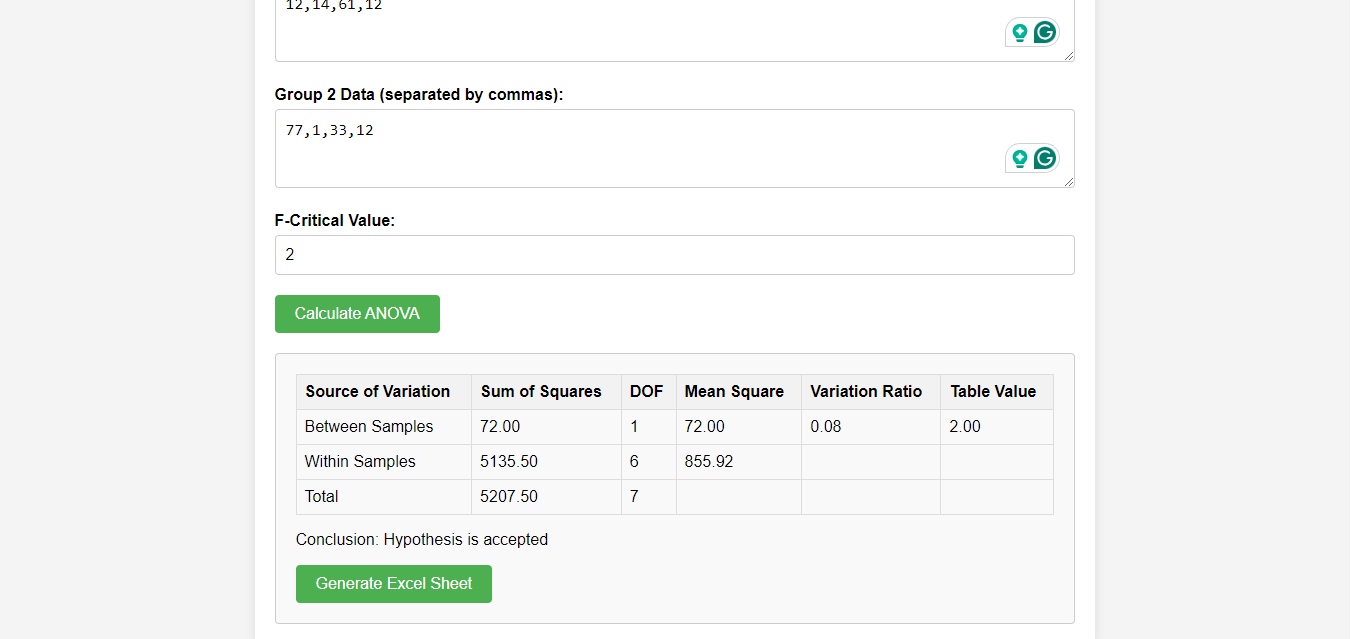 12,14,61,12
Group 2 Data (separated by commas):
77,1,33,12
F-Critical Value:
2
Calculate ANOVA
Source of Variation Sum of Squares DOF Mean Square Variation Ratio Table Value
Between Samples 72.00 1 72.00 0.08 2.00
Within Samples 5135.50 6 855.92
Total 5207.50 7
Conclusion: Hypothesis is accepted
Generate Excel Sheet